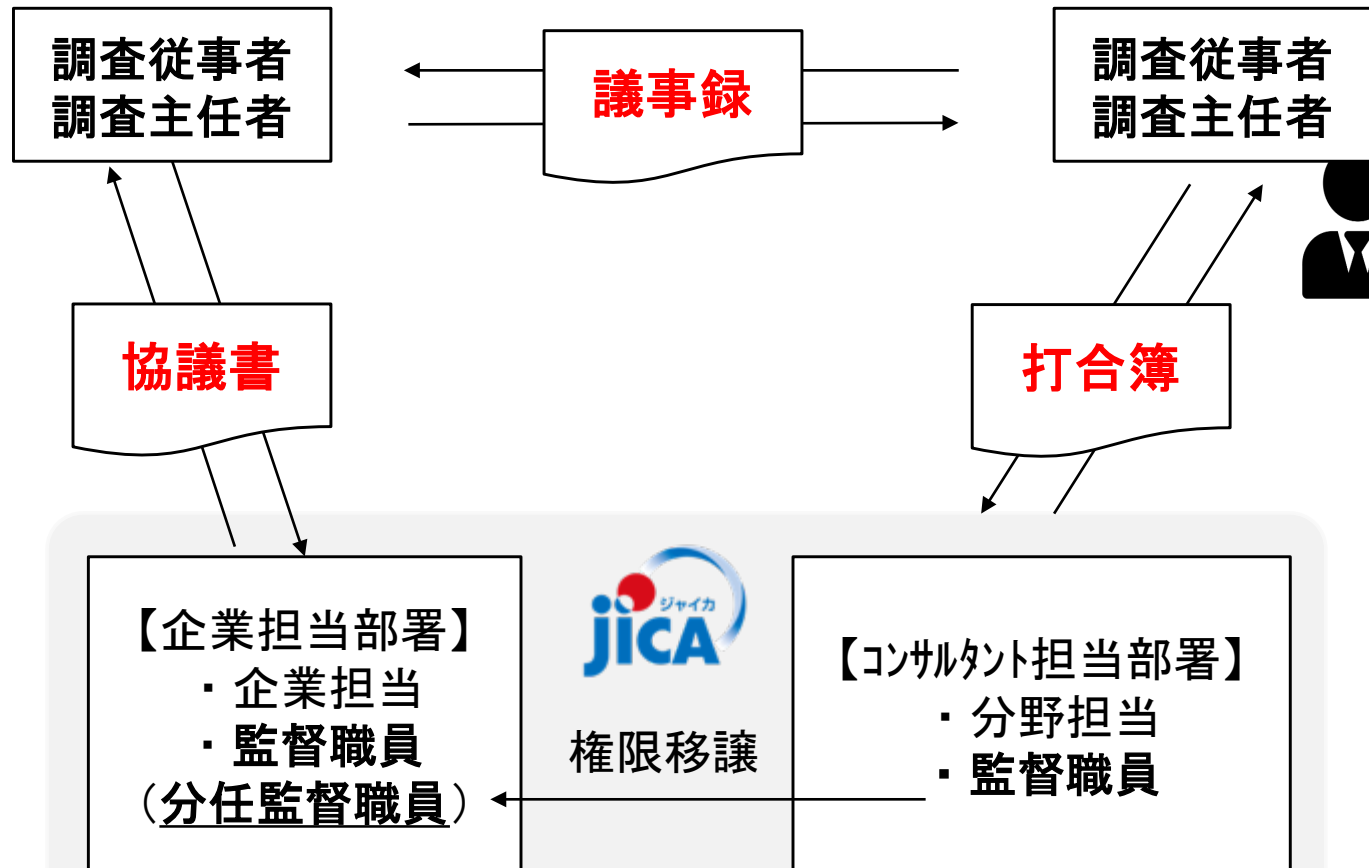 調査従事者
調査主任者
議事録
調査従事者
調査主任者
協議書
打合簿
【企業担当部署】
・企業担当
・監督職員
（分任監督職員）
ジャイカ
jICA
権限移譲
【コンサルタント担当部署】
・分野担当
・監督職員